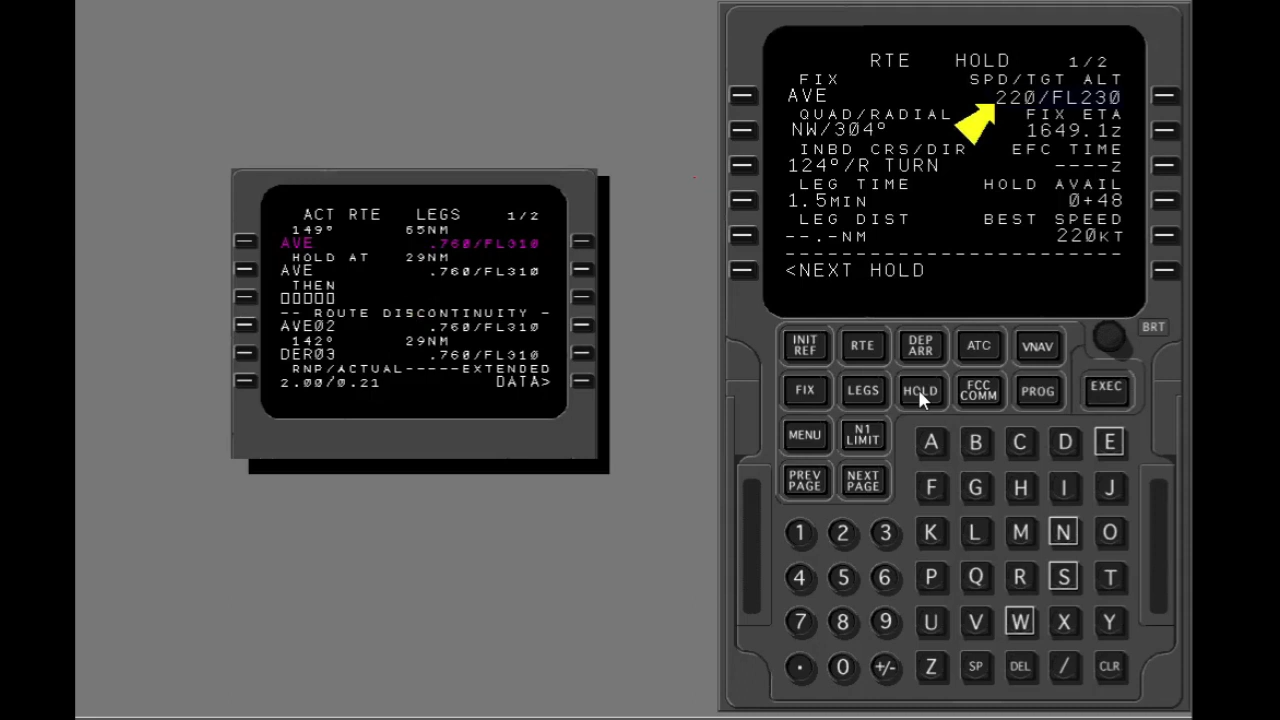 ACT RTE LEGS 1/2
149° 65NM
AVE .760/FL310
HOLD AT 29NM
AVE .760/FL310
THEN
□□□□□
-- ROUTE DISCONTINUITY -
AVE02 .760/FL310
142° 29NM
DER03 .760/FL310
RNP/ACTUAL-----EXTENDED
2.00/0.21 DATA>
RTE HOLD 1/2
FIX SPD/TGT ALT
AVE 220/FL230
QUAD/RADIAL FIX ETA
NW/304° 1649.1z
INBD CRS/DIR EFC TIME
124°/R TURN ----z
LEG TIME HOLD AVAIL
1.5MIN 0+48
LEG DIST BEST SPEED
--.-NM 220KT
--------------------------------
<NEXT HOLD
BRT
INIT REF RTE DEP ARR ATC VNAV
FIX LEGS HOLD FCC COMM PROG EXEC
MENU N1 LIMIT
PREV PAGE NEXT PAGE
A B C D E
F G H I J
1 2 3 K L M N O
4 5 6 P Q R S T
7 8 9 U V W X Y
. 0 +/- Z SP DEL / CLR